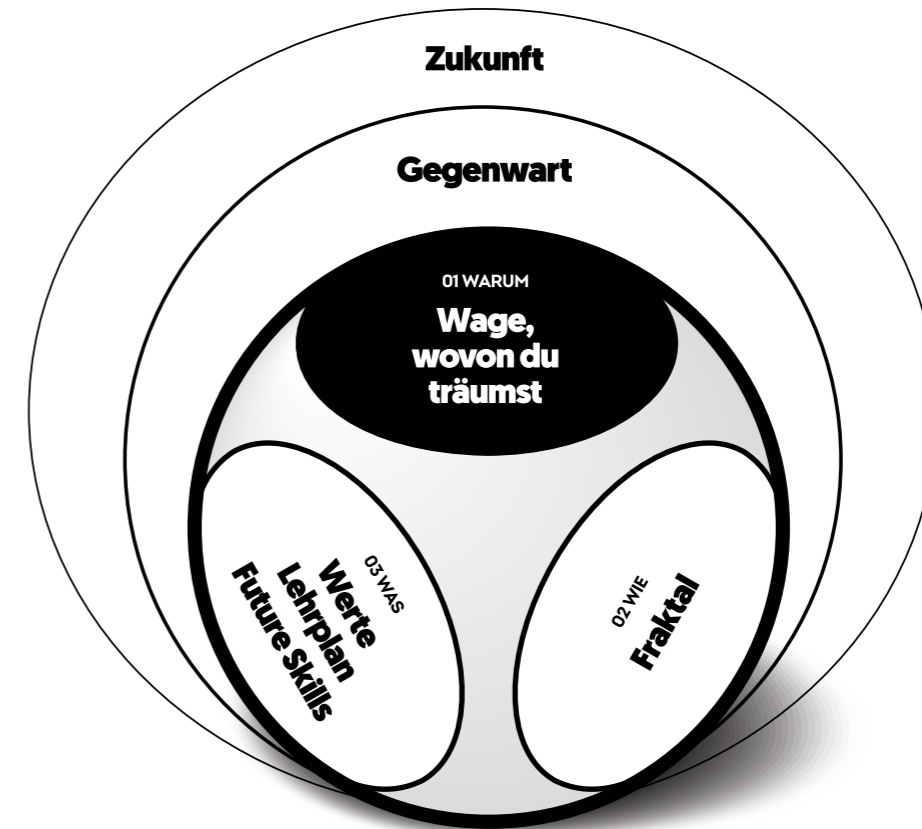 Zukunft
Gegenwart
01 WARUM
Wage,
wovon du
träumst
03 WAS
Werte
Lehrplan
Future Skills
02 WIE
Fraktal